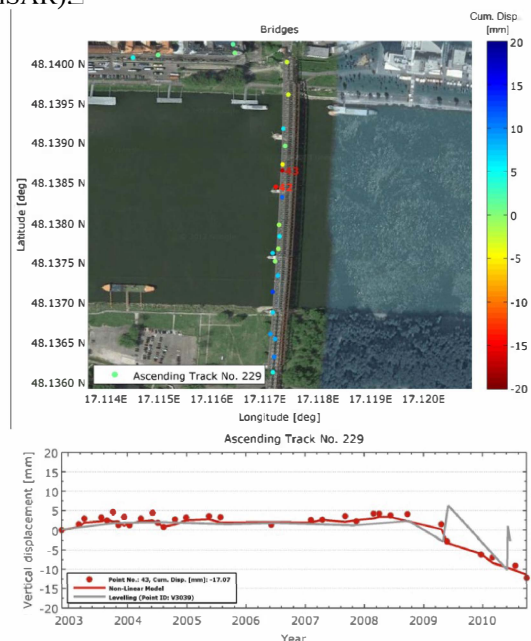 nSAR).
Bridges
Cum. Disp.
[mm]
48.1400 N
48.1395 N
48.1390 N
48.1385 N
48.1380 N
48.1375 N
48.1370 N
48.1365 N
48.1360 N
Latitude [deg]
43
42
20
15
10
5
0
-5
-10
-15
-20
Ascending Track No. 229
17.114E 17.115E 17.116E 17.117E 17.118E 17.119E 17.120E
Longitude [deg]
Ascending Track No. 229
Vertical displacement [mm]
20
15
10
5
0
-5
-10
-15
-20
Point No.: 43, Cum. Disp. [mm]: -17.07
Non-Linear Model
Levelling (Point ID: V3039)
2003 2004 2005 2006 2007 2008 2009 2010
Year